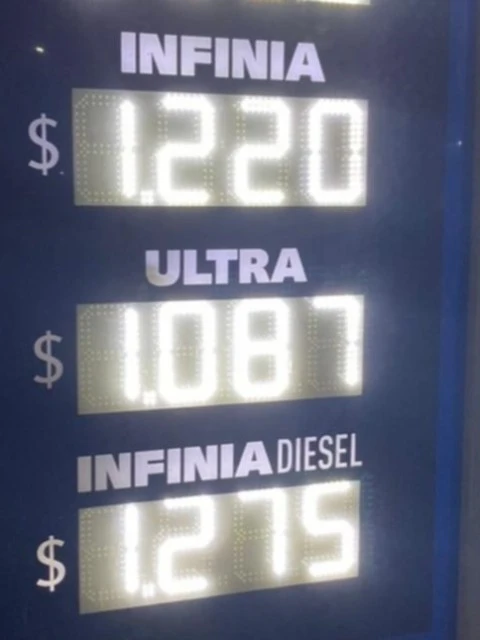 INFINIA
$ 1.220
ULTRA
$ 1.087
INFINIA DIESEL
$ 1.275